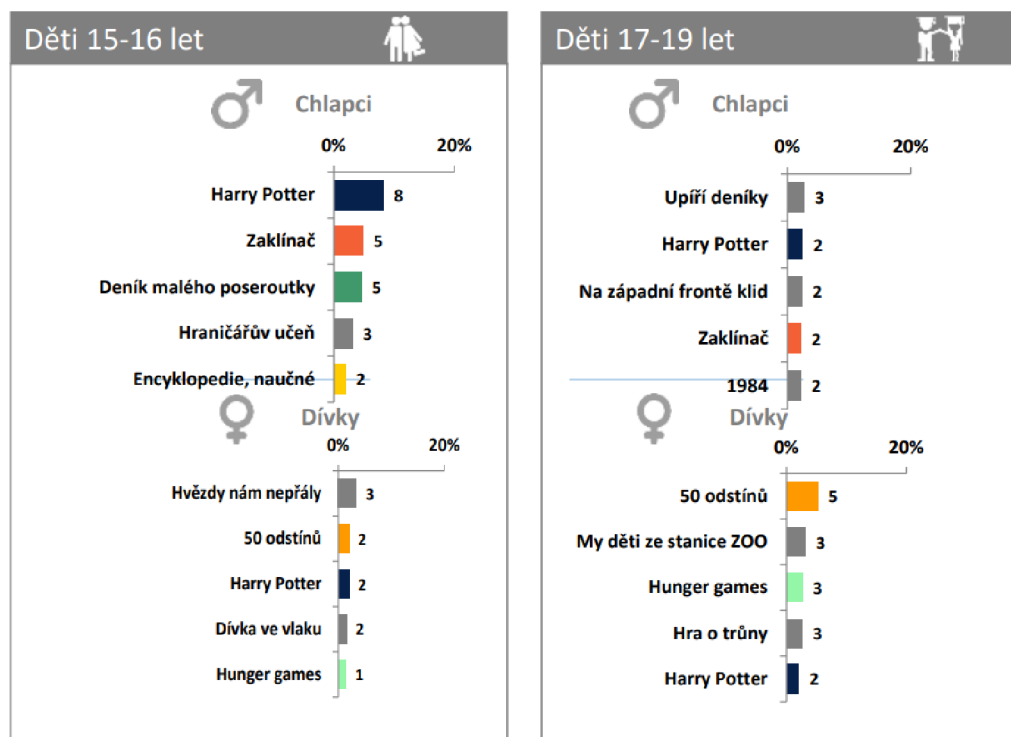 Děti 15-16 let
Chlapci
0% 20%
Harry Potter 8
Zaklínač 5
Deník malého poseroutky 5
Hraničářův učeň 3
Encyklopedie, naučné 2
Dívky
0% 20%
Hvězdy nám nepřály 3
50 odstínů 2
Harry Potter 2
Dívka ve vlaku 2
Hunger games 1
Děti 17-19 let
Chlapci
0% 20%
Upíří deníky 3
Harry Potter 2
Na západní frontě klid 2
Zaklínač 2
1984 2
Dívky
0% 20%
50 odstínů 5
My děti ze stanice ZOO 3
Hunger games 3
Hra o trůny 3
Harry Potter 2